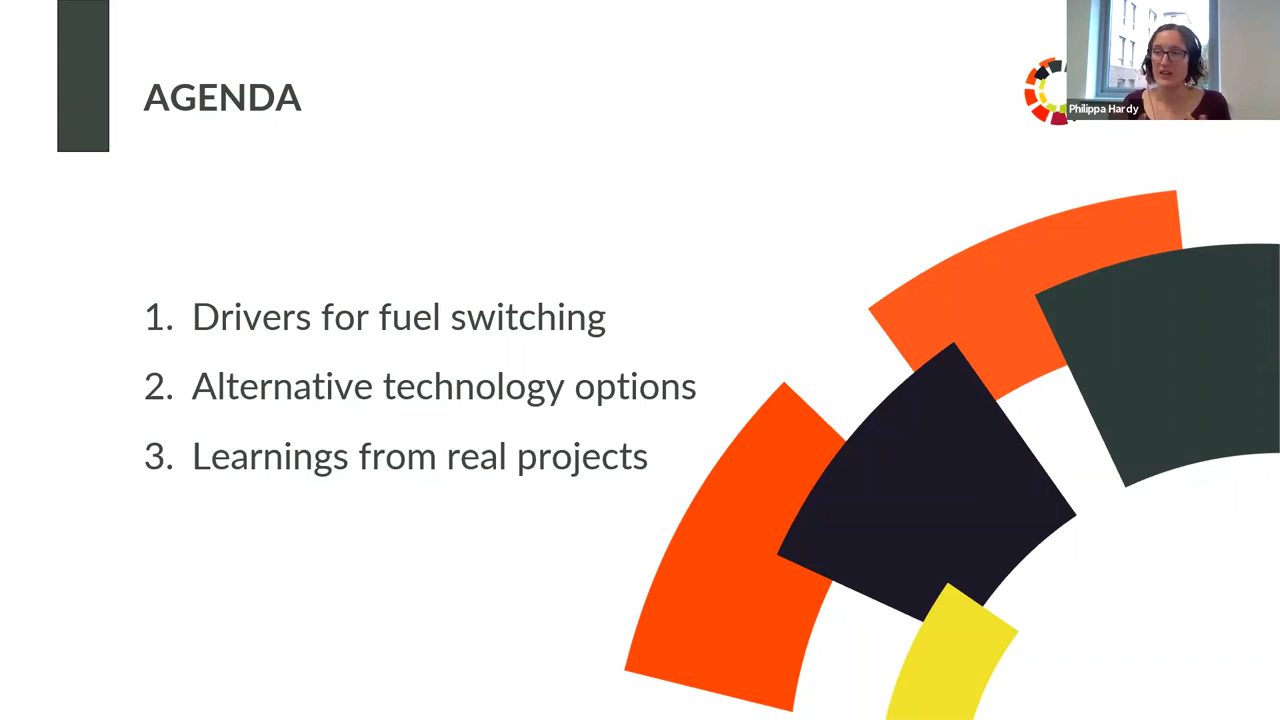 AGENDA
Philippa Hardy
1. Drivers for fuel switching
2. Alternative technology options
3. Learnings from real projects